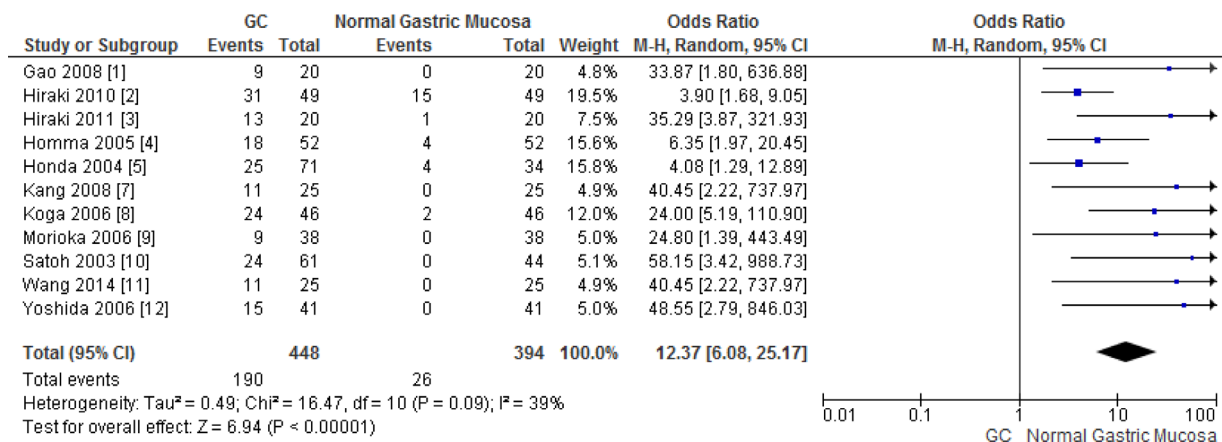 GC Normal Gastric Mucosa Odds Ratio Odds Ratio
Study or Subgroup Events Total Events Total Weight M-H, Random, 95% CI M-H, Random, 95% CI
Gao 2008 [1] 9 20 0 20 4.8% 33.87 [1.80, 636.88]
Hiraki 2010 [2] 31 49 15 49 19.5% 3.90 [1.68, 9.05]
Hiraki 2011 [3] 13 20 1 20 7.5% 35.29 [3.87, 321.93]
Homma 2005 [4] 18 52 4 52 15.6% 6.35 [1.97, 20.45]
Honda 2004 [5] 25 71 4 34 15.8% 4.08 [1.29, 12.89]
Kang 2008 [7] 11 25 0 25 4.9% 40.45 [2.22, 737.97]
Koga 2006 [8] 24 46 2 46 12.0% 24.00 [5.19, 110.90]
Morioka 2006 [9] 9 38 0 38 5.0% 24.80 [1.39, 443.49]
Satoh 2003 [10] 24 61 0 44 5.1% 58.15 [3.42, 988.73]
Wang 2014 [11] 11 25 0 25 4.9% 40.45 [2.22, 737.97]
Yoshida 2006 [12] 15 41 0 41 5.0% 48.55 [2.79, 846.03]
Total (95% CI) 448 394 100.0% 12.37 [6.08, 25.17]
Total events 190 26
Heterogeneity: Tau² = 0.49; Chi² = 16.47, df = 10 (P = 0.09); I² = 39%
Test for overall effect: Z = 6.94 (P < 0.00001)
0.01 0.1 1 10 100
GC Normal Gastric Mucosa